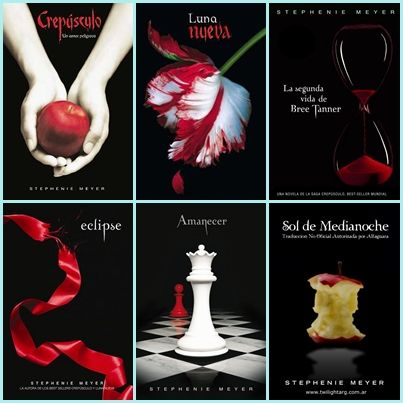 Crepúsculo
Un amor peligroso
STEPHENIE MEYER
Luna
nueva
STEPHENIE MEYER
La segunda
vida de
Bree Tanner
UNA NOVELA DE LA SAGA CREPÚSCULO, BEST-SELLER MUNDIAL
eclipse
STEPHENIE MEYER
LA AUTORA DE LOS BEST SELLERS CREPÚSCULO Y LUNA NUEVA
Amanecer
STEPHENIE MEYER
Sol de Medianoche
Traduccion No Oficial Autorizada por Alfaguara
STEPHENIE MEYER
www.twilightarg.com.ar